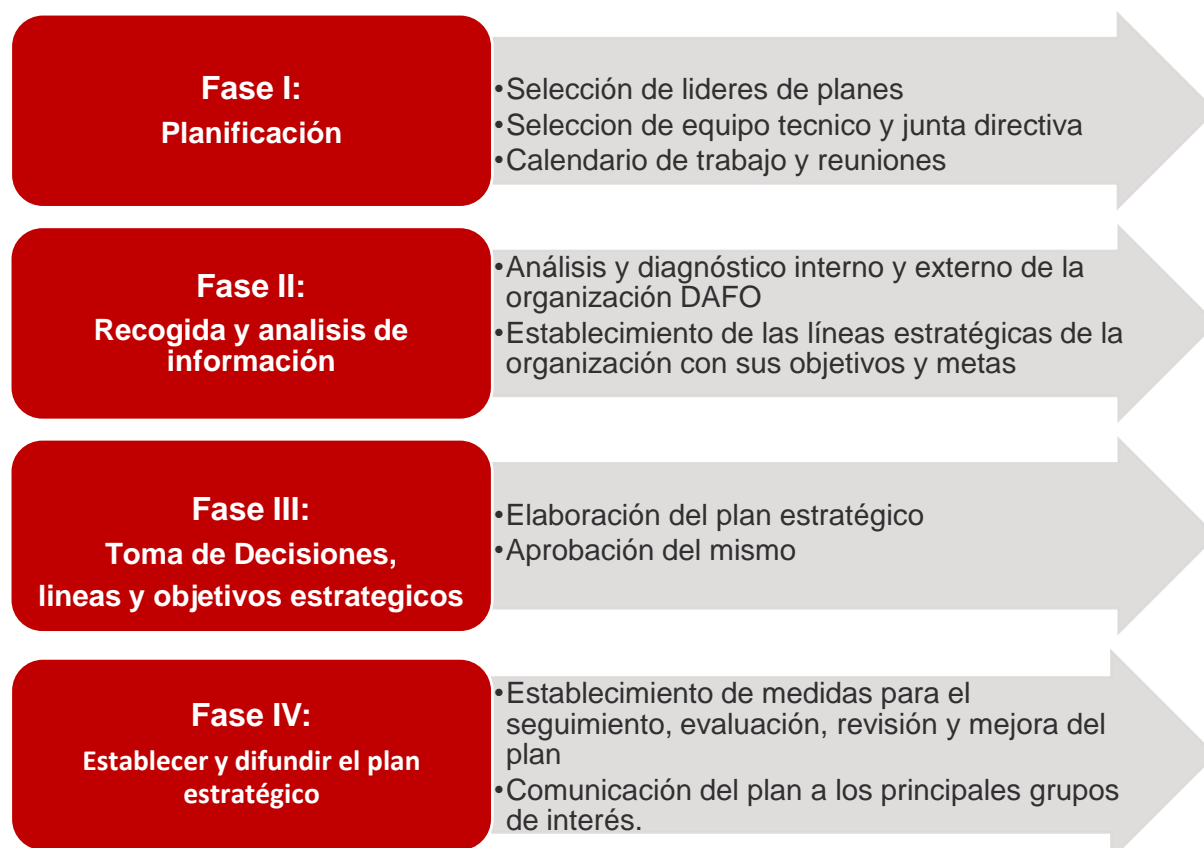 Fase I:
Planificación
•Selección de lideres de planes
•Seleccion de equipo tecnico y junta directiva
•Calendario de trabajo y reuniones
Fase II:
Recogida y analisis de
información
•Análisis y diagnóstico interno y externo de la
organización DAFO
•Establecimiento de las líneas estratégicas de la
organización con sus objetivos y metas
Fase III:
Toma de Decisiones,
lineas y objetivos estrategicos
•Elaboración del plan estratégico
•Aprobación del mismo
Fase IV:
Establecer y difundir el plan
estratégico
•Establecimiento de medidas para el
seguimiento, evaluación, revisión y mejora del
plan
•Comunicación del plan a los principales grupos
de interés.